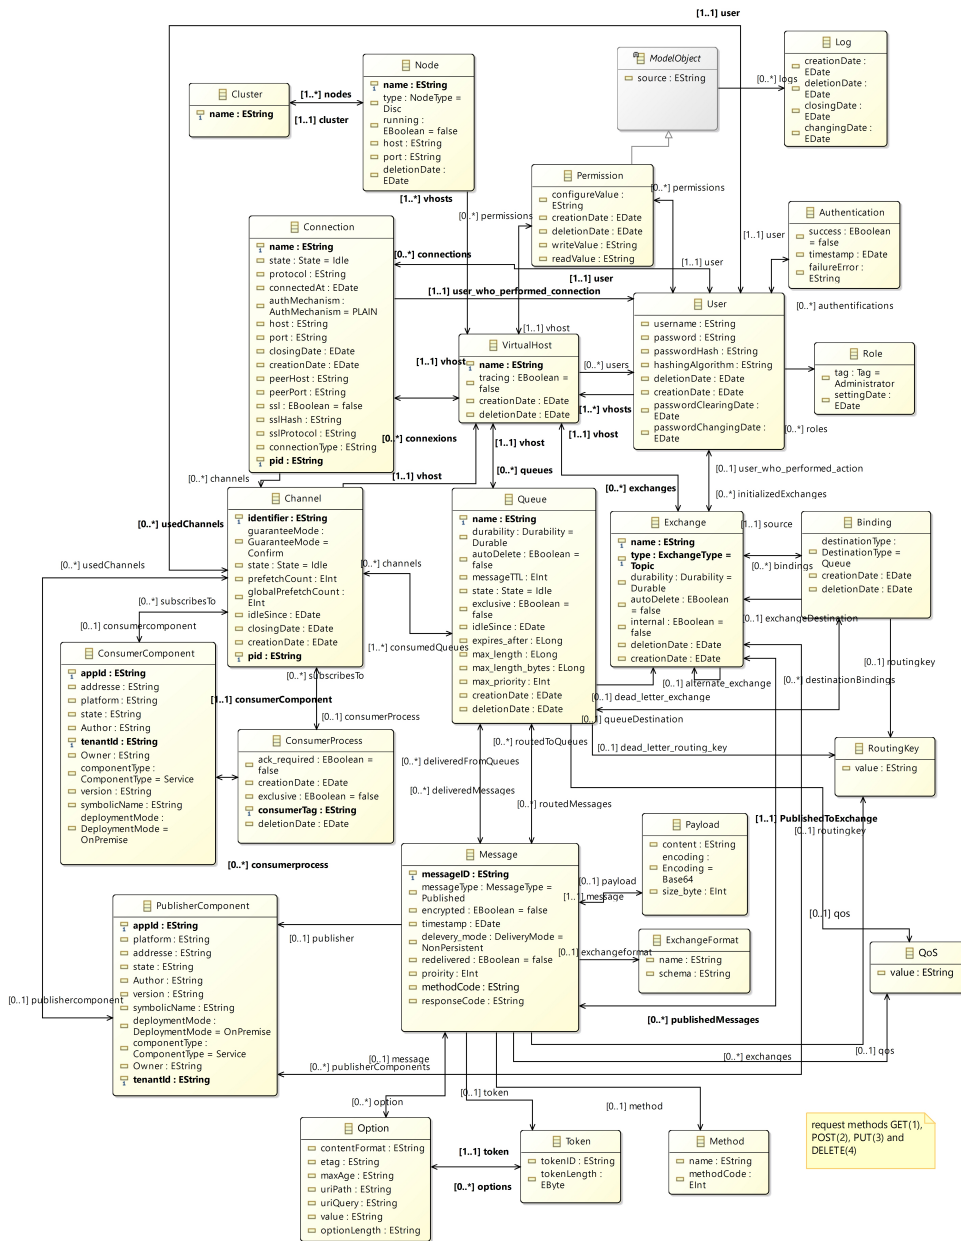 [1..1] user
Log
creationDate :
EDate
deletionDate :
EDate
closingDate :
EDate
changingDate :
EDate
[0..*] logs
ModelObject
source : EString
Node
name : EString
type : NodeType =
Disc
running :
EBoolean = false
host : EString
port : EString
deletionDate :
EDate
Cluster
name : EString
[1..*] nodes
[1..1] cluster
[1..*] vhosts
Permission
configureValue :
EString
creationDate : EDate
deletionDate : EDate
writeValue : EString
readValue : EString
[0..*] permissions
[0..*] permissions
Authentication
success : EBoolean
= false
timestamp : EDate
failureError :
EString
[1..1] user
[0..*] authentifications
Connection
name : EString
state : State = Idle
protocol : EString
connectedAt : EDate
authMechanism :
AuthMechanism = PLAIN
host : EString
port : EString
closingDate : EDate
creationDate : EDate
peerHost : EString
peerPort : EString
ssl : EBoolean = false
sslHash : EString
sslProtocol : EString
connectionType : EString
pid : EString
[0..*] connections
[1..1] user
[1..1] user
[1..1] user_who_performed_connection
User
username : EString
password : EString
passwordHash : EString
hashingAlgorithm : EString
deletionDate : EDate
creationDate : EDate
passwordClearingDate :
EDate
passwordChangingDate :
EDate
Role
tag : Tag =
Administrator
settingDate :
EDate
[0..*] roles
VirtualHost
name : EString
tracing : EBoolean =
false
creationDate : EDate
deletionDate : EDate
[1..1] vhost
[1..1] vhost
[0..*] users
[1..*] vhosts
[0..*] connexions
[1..1] vhost
[1..1] vhost
[1..1] vhost
[0..*] queues
[0..*] exchanges
[0..*] channels
[0..1] user_who_performed_action
[0..*] initializedExchanges
Channel
identifier : EString
guaranteeMode :
GuaranteeMode =
Confirm
state : State = Idle
prefetchCount : EInt
globalPrefetchCount :
EInt
idleSince : EDate
closingDate : EDate
creationDate : EDate
pid : EString
[0..*] usedChannels
[0..*] usedChannels
[0..*] subscribesTo
[0..1] consumercomponent
[0..*] channels
[1..*] consumedQueues
Queue
name : EString
durability : Durability =
Durable
autoDelete : EBoolean =
false
messageTTL : EInt
state : State = Idle
exclusive : EBoolean =
false
idleSince : EDate
expires_after : ELong
max_length : ELong
max_length_bytes : ELong
max_priority : EInt
creationDate : EDate
deletionDate : EDate
Exchange
name : EString
type : ExchangeType =
Topic
durability : Durability =
Durable
autoDelete : EBoolean
= false
internal : EBoolean =
false
deletionDate : EDate
creationDate : EDate
[1..1] source
[0..*] bindings
Binding
destinationType :
DestinationType =
Queue
creationDate : EDate
deletionDate : EDate
[0..1] exchangeDestination
[0..1] routingkey
[0..*] destinationBindings
[0..1] alternate_exchange
[0..1] dead_letter_exchange
[0..1] queueDestination
[0..1] dead_letter_routing_key
RoutingKey
value : EString
ConsumerComponent
appId : EString
addresse : EString
platform : EString
state : EString
Author : EString
tenantId : EString
Owner : EString
componentType :
ComponentType = Service
version : EString
symbolicName : EString
deploymentMode :
DeploymentMode =
OnPremise
[0..*] subscribesTo
[1..1] consumerComponent
[0..1] consumerProcess
ConsumerProcess
ack_required : EBoolean =
false
creationDate : EDate
exclusive : EBoolean = false
consumerTag : EString
deletionDate : EDate
[0..*] consumerprocess
[0..*] routedToQueues
[0..*] deliveredFromQueues
[0..*] deliveredMessages
[0..*] routedMessages
[1..1] PublishedToExchange
[0..1] routingkey
Payload
content : EString
encoding :
Encoding =
Base64
size_byte : EInt
[0..1] payload
[1..1] message
Message
messageID : EString
messageType : MessageType =
Published
encrypted : EBoolean = false
timestamp : EDate
delevery_mode : DeliveryMode =
NonPersistent
redelivered : EBoolean = false
proirity : EInt
methodCode : EString
responseCode : EString
ExchangeFormat
name : EString
schema : EString
[0..1] exchangeformat
[0..1] qos
QoS
value : EString
PublisherComponent
appId : EString
platform : EString
addresse : EString
state : EString
Author : EString
version : EString
symbolicName : EString
deploymentMode :
DeploymentMode = OnPremise
componentType :
ComponentType = Service
Owner : EString
tenantId : EString
[0..1] publisher
[0..1] publishercomponent
[0..*] publishedMessages
[0..1] message
[0..*] publisherComponents
[0..*] exchanges
[0..1] qos
[0..*] option
[0..1] token
[0..1] method
Option
contentFormat : EString
etag : EString
maxAge : EString
uriPath : EString
uriQuery : EString
value : EString
optionLength : EString
[1..1] token
[0..*] options
Token
tokenID : EString
tokenLength :
EByte
Method
name : EString
methodCode :
EInt
request methods GET(1),
POST(2), PUT(3) and
DELETE(4)